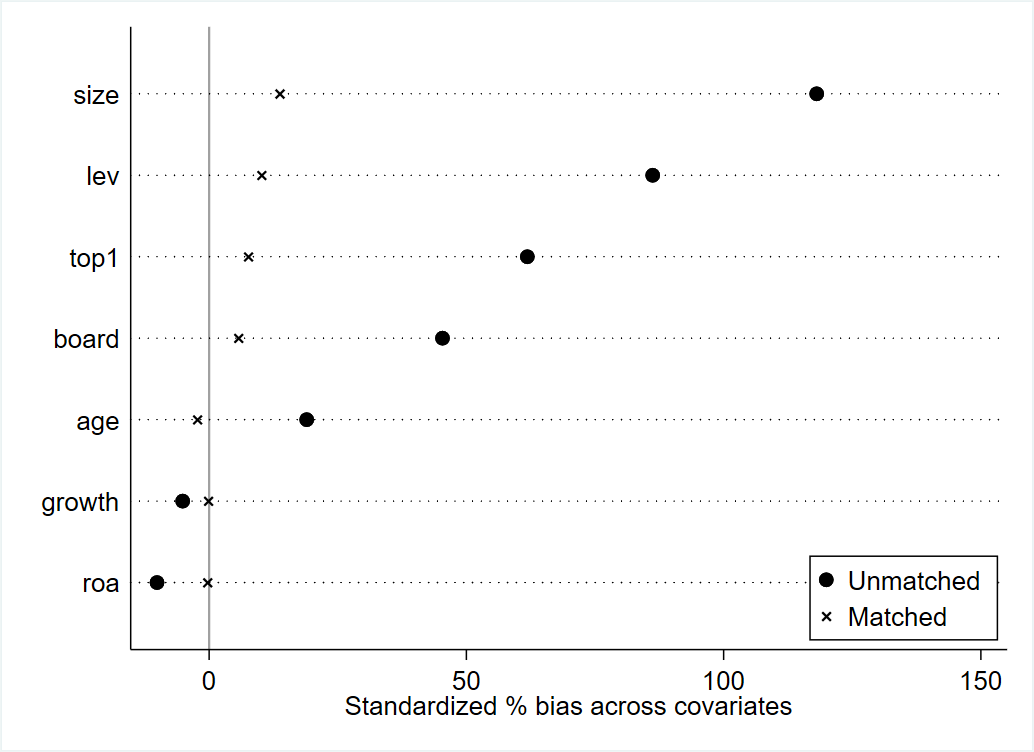 size
lev
top1
board
age
growth
roa
Unmatched
Matched
0 50 100 150
Standardized % bias across covariates